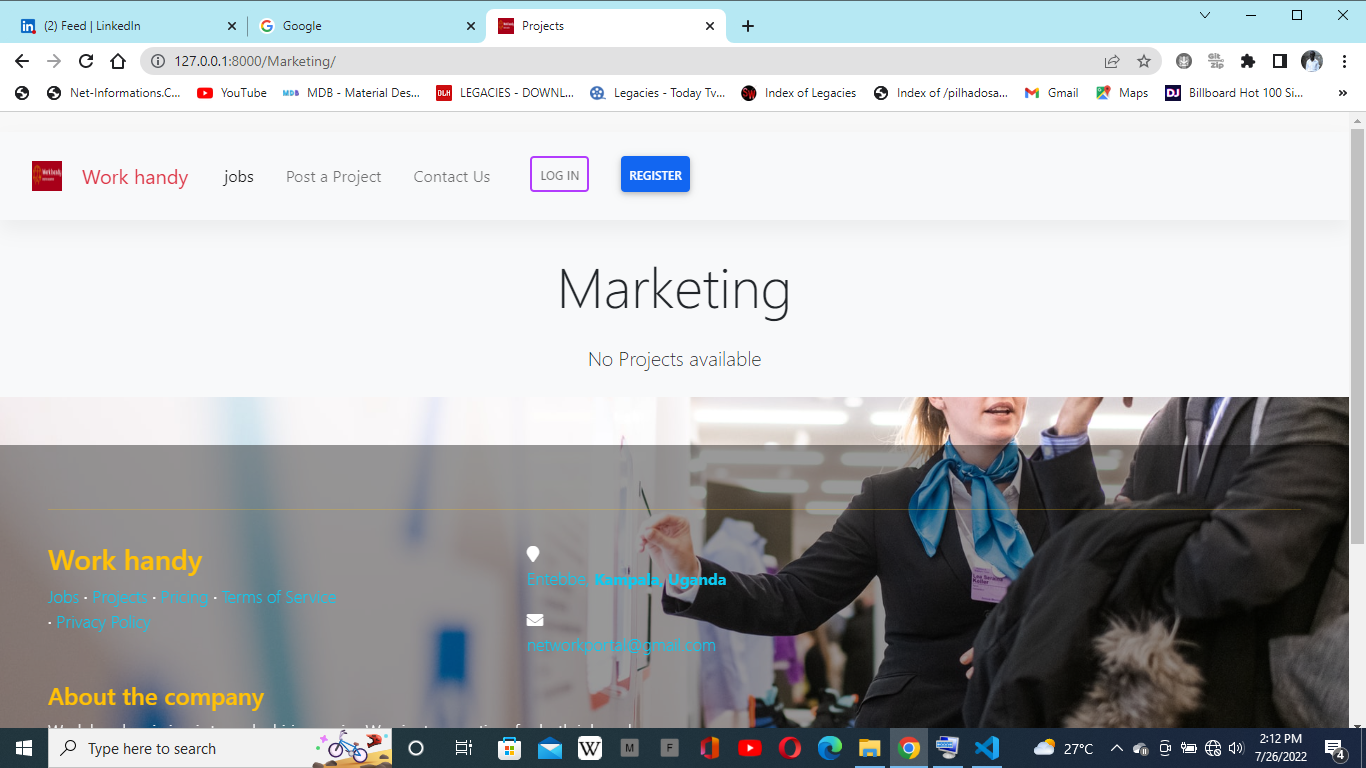 (2) Feed | LinkedIn
Google
Projects
127.0.0.1:8000/Marketing/
Net-Informations.C...
YouTube
MDB - Material Des...
LEGACIES - DOWNL...
Legacies - Today Tv...
Index of Legacies
Index of /pilhadosa...
Gmail
Maps
Billboard Hot 100 Si...
»
Work handy
jobs
Post a Project
Contact Us
LOG IN
REGISTER
Marketing
No Projects available
Work handy
Jobs · Projects · Pricing · Terms of Service
· Privacy Policy
Entebbe, Kampala, Uganda
networkportal@gmail.com
About the company
Type here to search
27°C
2:12 PM
7/26/2022
4